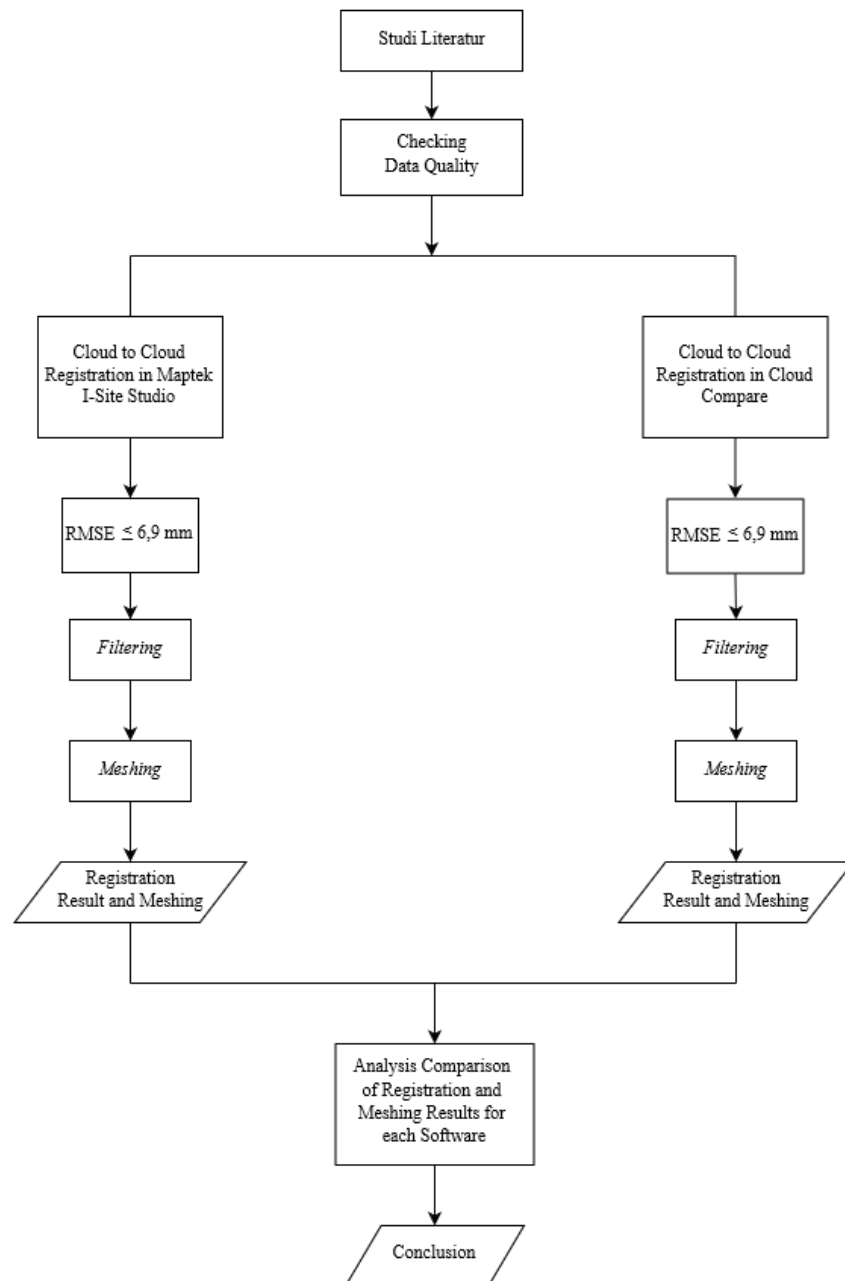 Studi Literatur
Checking
Data Quality
Cloud to Cloud
Registration in Maptek
I-Site Studio
Cloud to Cloud
Registration in Cloud
Compare
RMSE ≤ 6,9 mm
RMSE ≤ 6,9 mm
Filtering
Filtering
Meshing
Meshing
Registration
Result and Meshing
Registration
Result and Meshing
Analysis Comparison
of Registration and
Meshing Results for
each Software
Conclusion